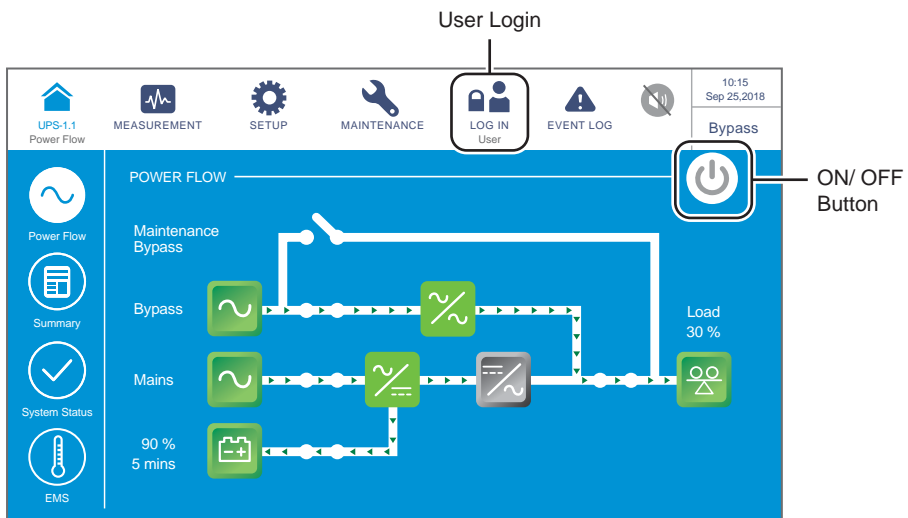 User Login
UPS-1.1
Power Flow
MEASUREMENT
SETUP
MAINTENANCE
LOG IN
User
EVENT LOG
10:15
Sep 25,2018
Bypass
ON/ OFF
Button
POWER FLOW
Power Flow
Summary
System Status
EMS
Maintenance
Bypass
Bypass
Mains
90 %
5 mins
Load
30 %